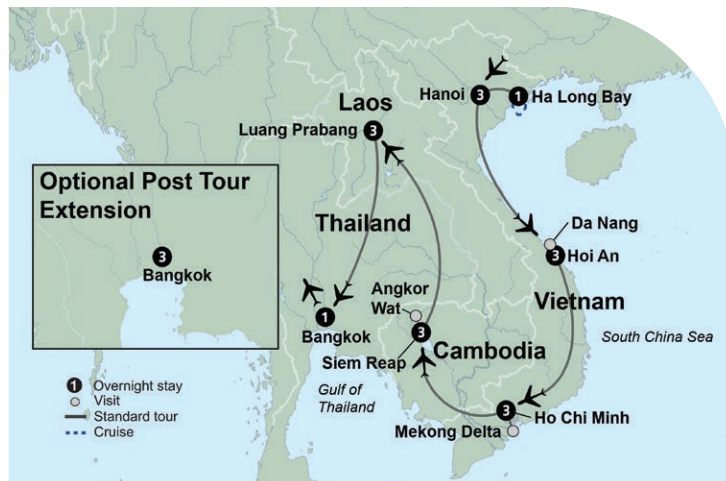 Hanoi
3
1
Ha Long Bay
Laos
Luang Prabang
3
Optional Post Tour
Extension
3
Bangkok
Thailand
Da Nang
3
Hoi An
Angkor
Wat
Vietnam
1
Bangkok
3
Siem Reap
Cambodia
South China Sea
Gulf of
Thailand
3
Ho Chi Minh
Mekong Delta
1 Overnight stay
Visit
Standard tour
Cruise